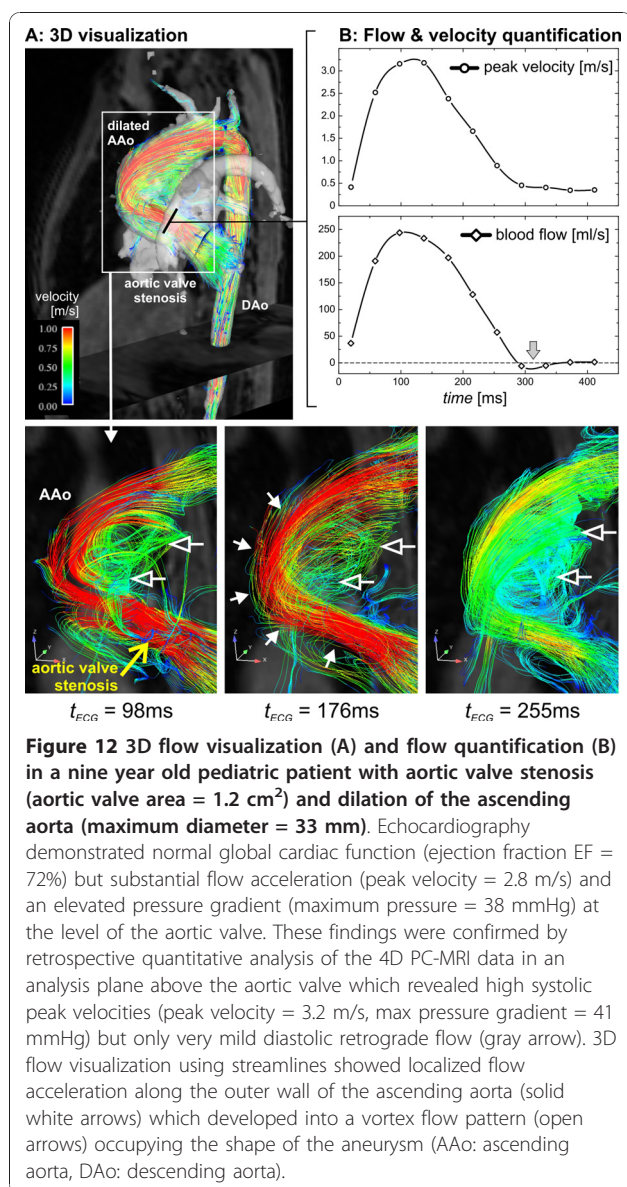 A: 3D visualization
B: Flow & velocity quantification
dilated
AAo
aortic valve
stenosis
DAo
velocity
[m/s]
1.00
0.75
0.50
0.25
0.00
peak velocity [m/s]
3.0
2.5
2.0
1.5
1.0
0.5
0.0
blood flow [ml/s]
250
200
150
100
50
0
0 100 200 300 400
time [ms]
AAo
aortic valve
stenosis
z
y
x
z
y
x
z
y
x
tECG = 98ms
tECG = 176ms
tECG = 255ms
Figure 12 3D flow visualization (A) and flow quantification (B)
in a nine year old pediatric patient with aortic valve stenosis
(aortic valve area = 1.2 cm²) and dilation of the ascending
aorta (maximum diameter = 33 mm). Echocardiography
demonstrated normal global cardiac function (ejection fraction EF =
72%) but substantial flow acceleration (peak velocity = 2.8 m/s) and
an elevated pressure gradient (maximum pressure = 38 mmHg) at
the level of the aortic valve. These findings were confirmed by
retrospective quantitative analysis of the 4D PC-MRI data in an
analysis plane above the aortic valve which revealed high systolic
peak velocities (peak velocity = 3.2 m/s, max pressure gradient = 41
mmHg) but only very mild diastolic retrograde flow (gray arrow). 3D
flow visualization using streamlines showed localized flow
acceleration along the outer wall of the ascending aorta (solid
white arrows) which developed into a vortex flow pattern (open
arrows) occupying the shape of the aneurysm (AAo: ascending
aorta, DAo: descending aorta).